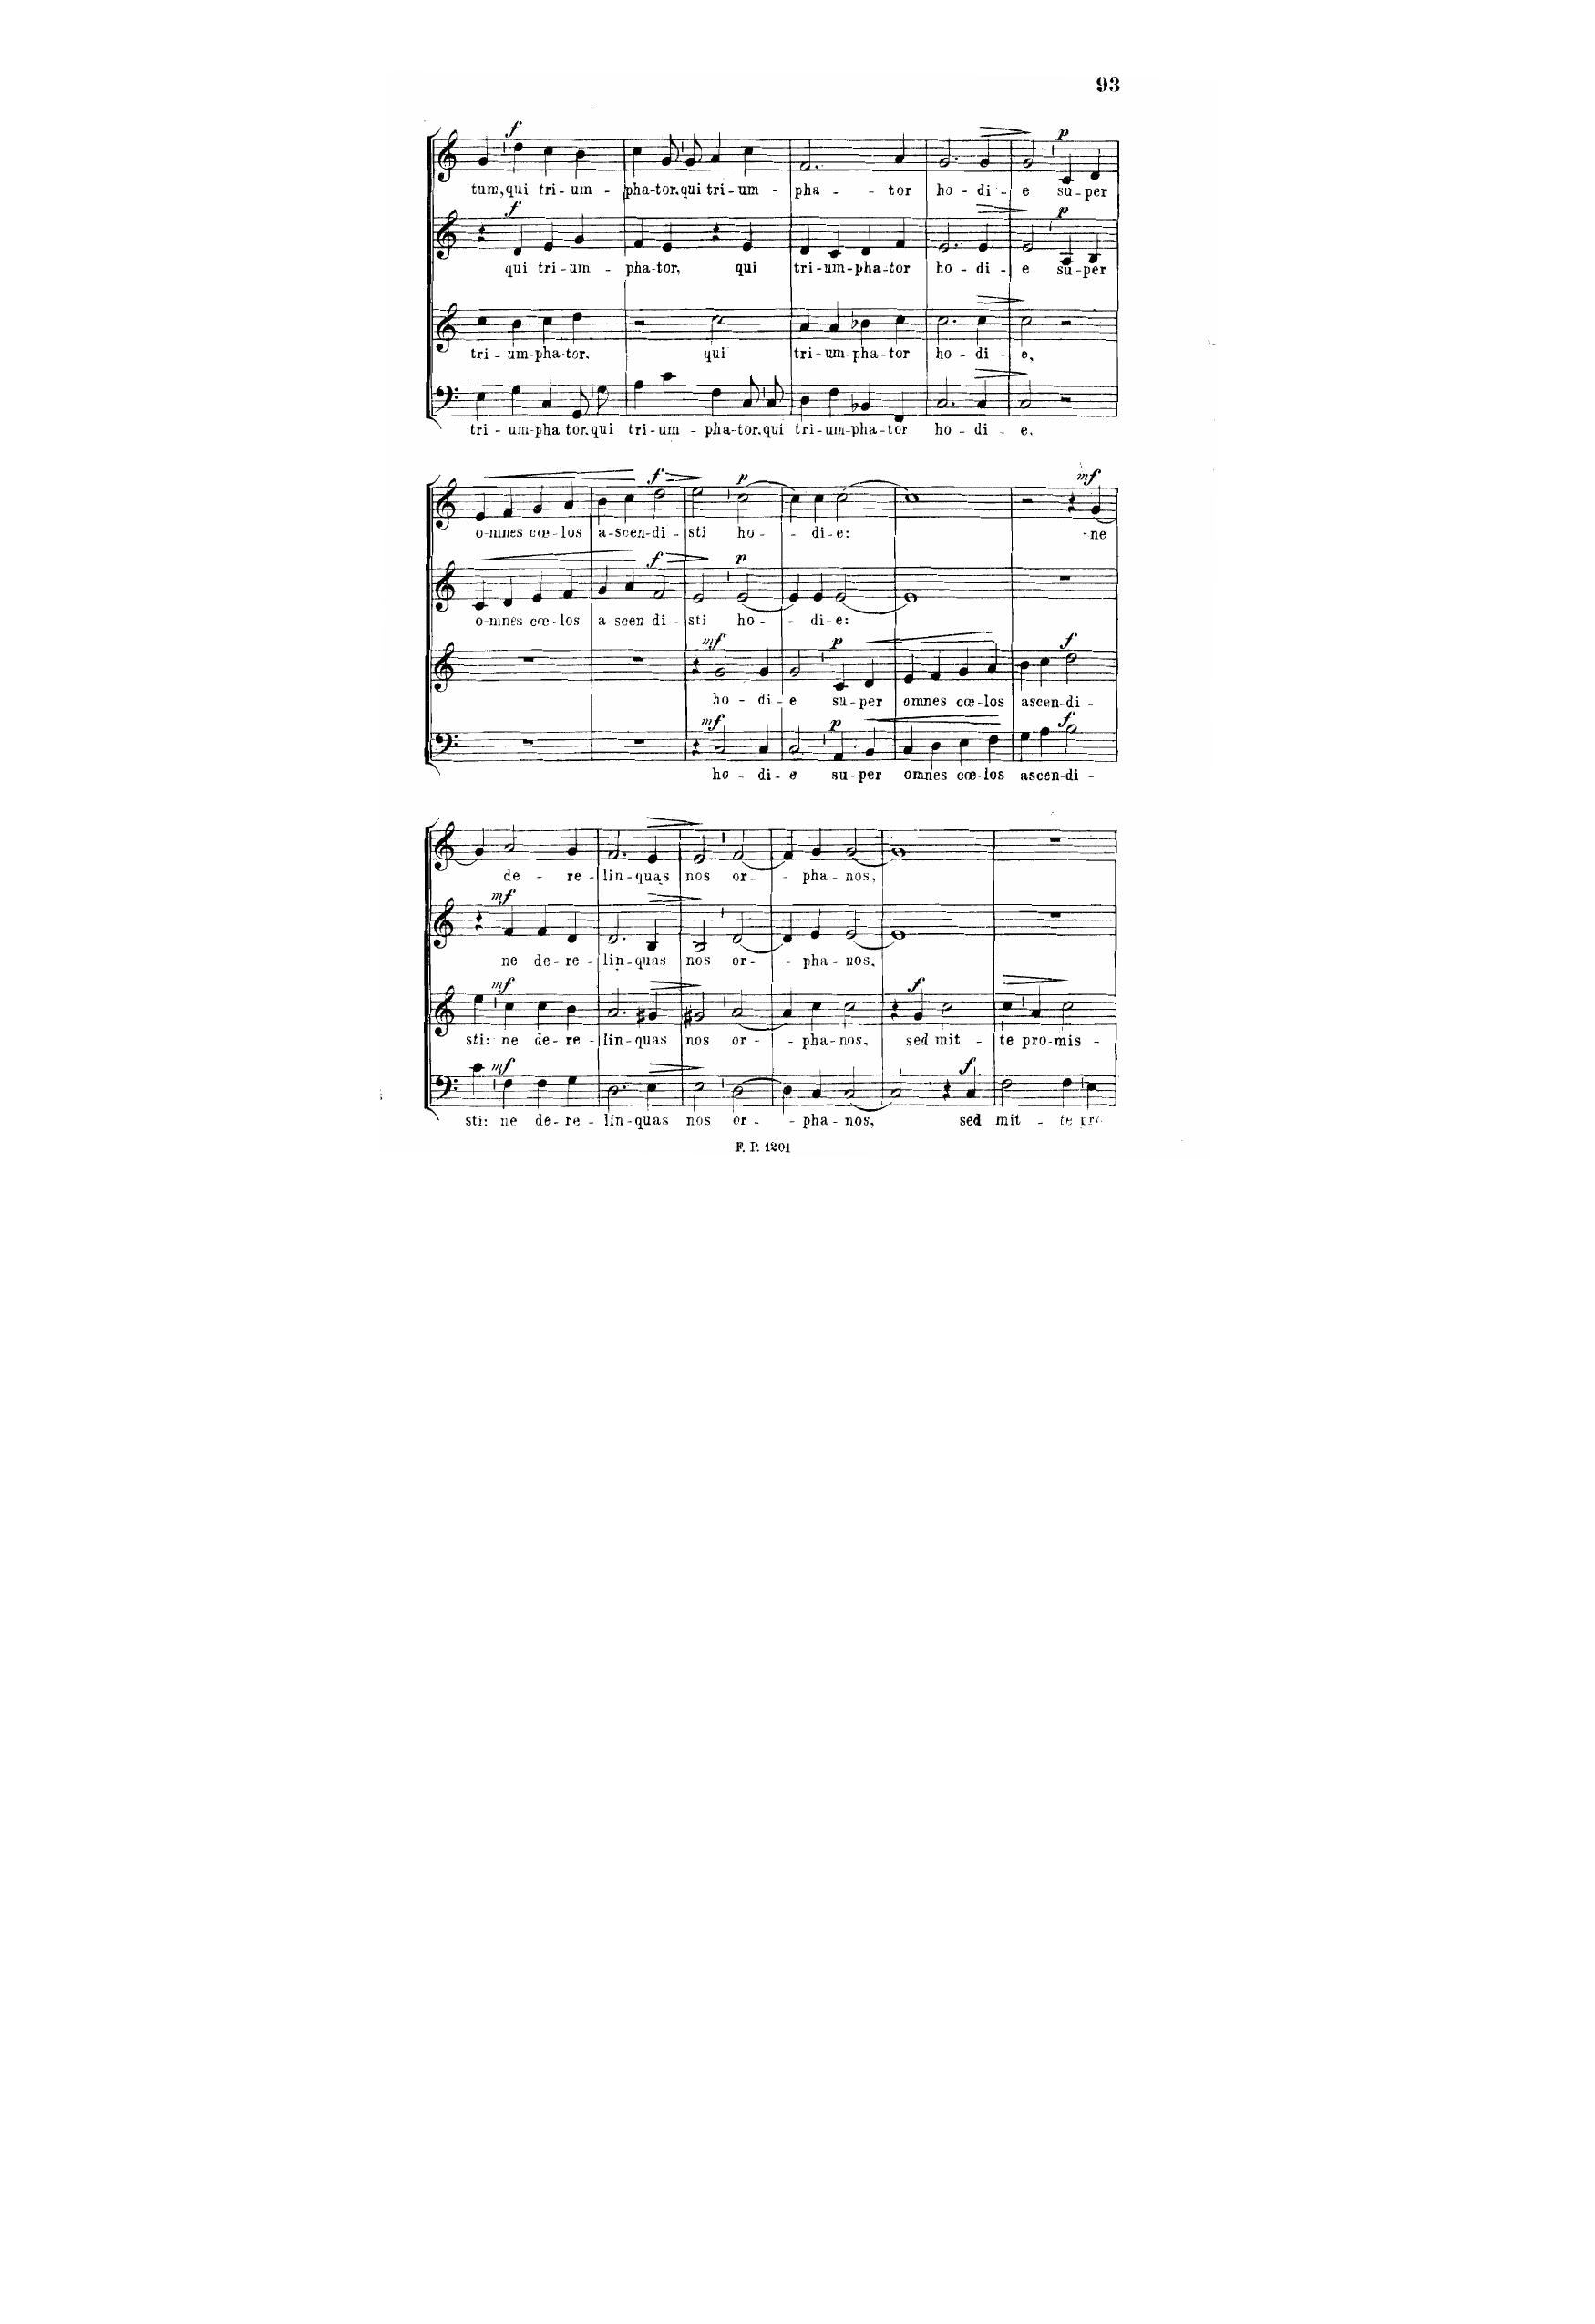 93
f
tum, qui tri - um - pha-tor. qui tri - um - pha - - tor ho - di - e su - per
f p
qui tri - um - pha-tor, qui tri - um-pha-tor ho - di - e su-per
tri - um-pha-tor. qui tri - um-pha-tor ho - di - e,
tri - um-pha tor. qui tri - um - pha-tor. qui tri - um-pha-tor ho - di - e.
f p mf
o-mnes cœ-los a-scen-di-sti ho - - di-e: ne
f p
o-mnes cœ-los a-scen-di-sti ho - - di-e:
mf p f
ho - di - e su-per omnes cœ-los ascen-di -
mf p f
ho - di - e su-per omnes cœ-los ascen-di -
de - re - lin-quas nos or - - pha - nos,
mf
ne de - re - lin-quas nos or - - pha - nos.
mf f
sti: ne de - re - lin-quas nos or - - pha-nos. sed mit - te pro-mis -
mf f
sti: ne de - re - lin-quas nos or - - pha - nos, sed mit - te
F. P. 1201